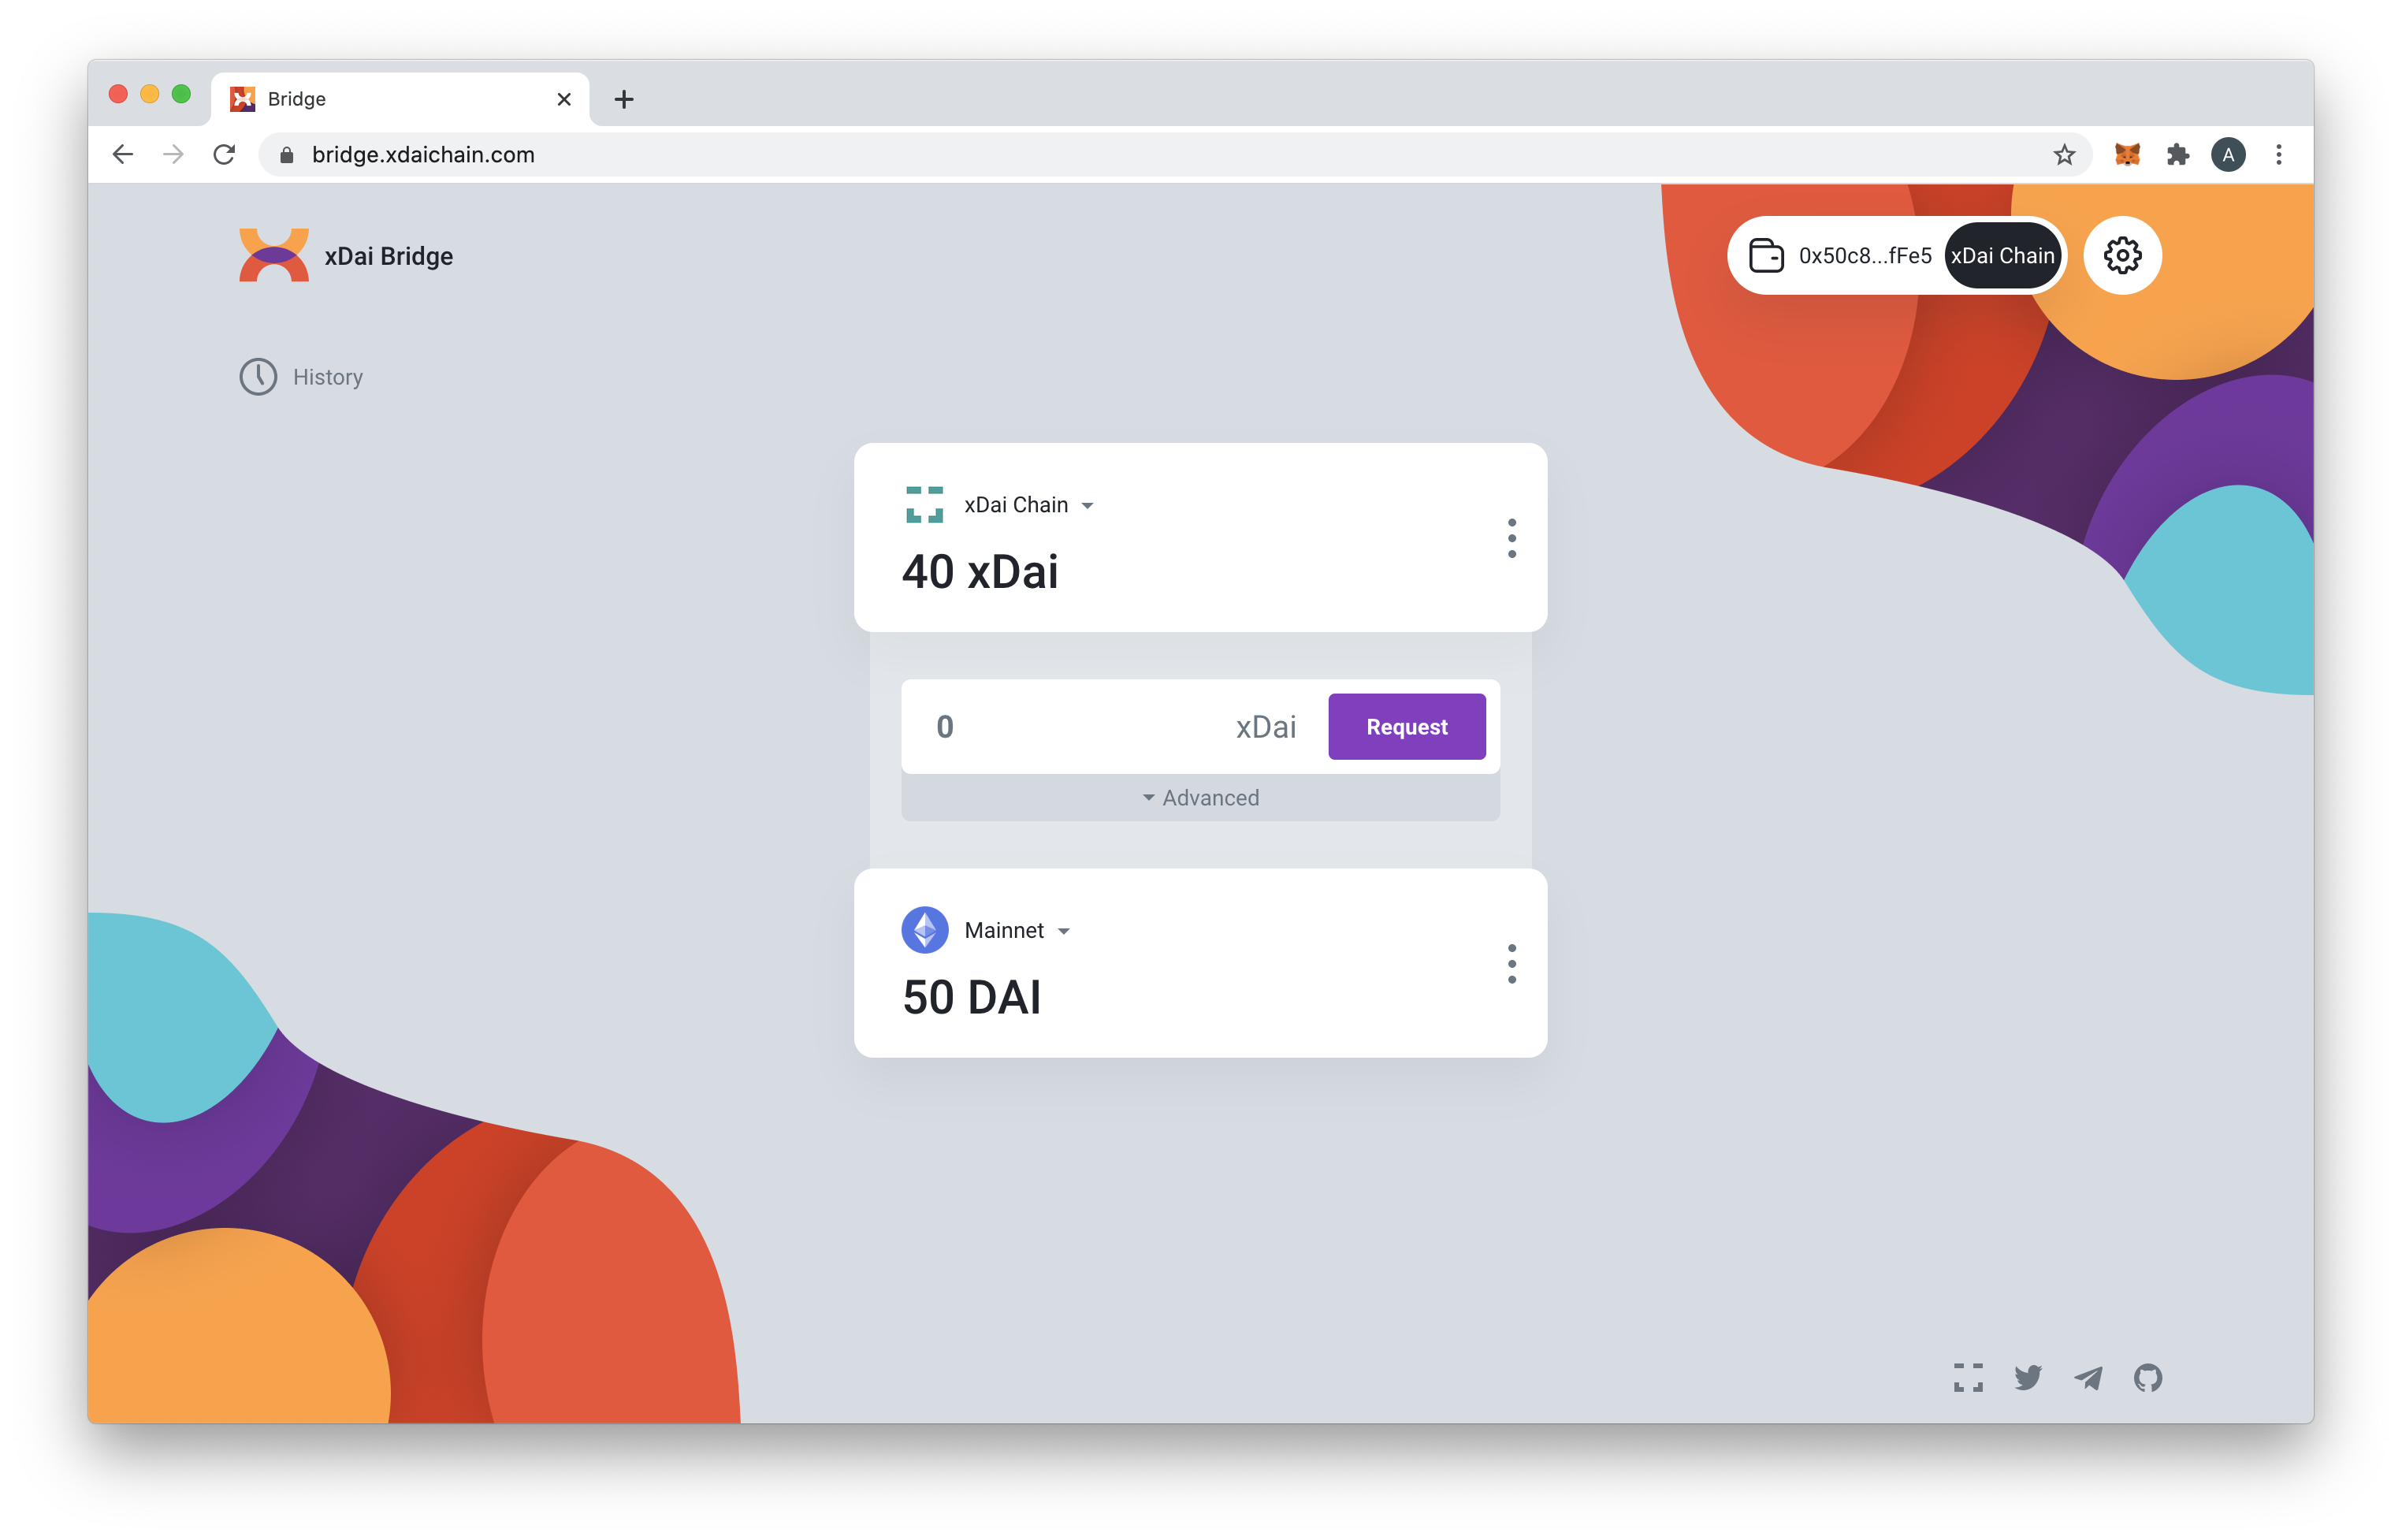 Bridge
bridge.xdaichain.com
A
xDai Bridge
0x50c8...fFe5
xDai Chain
History
xDai Chain
40 xDai
0
xDai
Request
Advanced
Mainnet
50 DAI